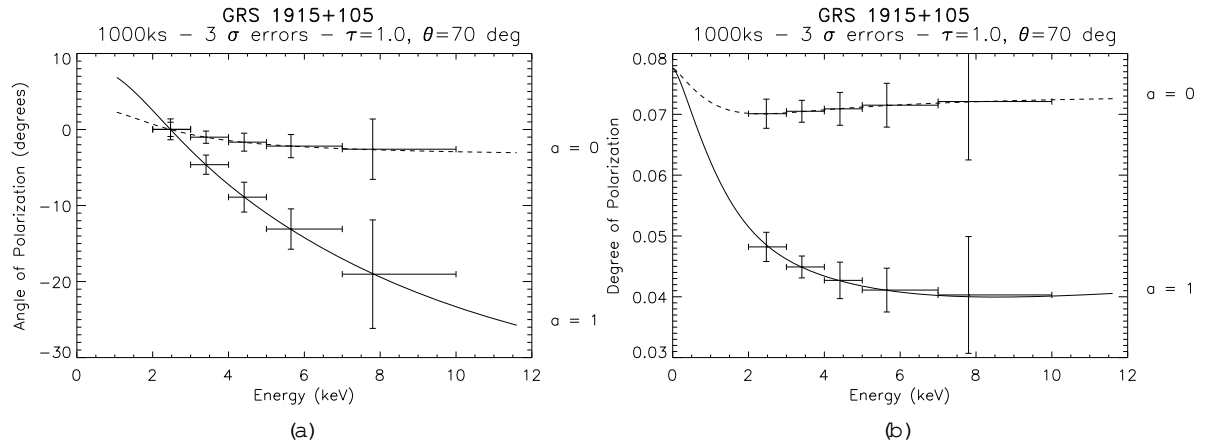 GRS 1915+105
1000ks – 3 σ errors – τ=1.0, θ=70 deg
10
0
−10
−20
−30
Angle of Polarization (degrees)
a = 0
a = 1
0 2 4 6 8 10 12
Energy (keV)
(a)
GRS 1915+105
1000ks – 3 σ errors – τ=1.0, θ=70 deg
0.08
0.07
0.06
0.05
0.04
0.03
Degree of Polarization
a = 0
a = 1
0 2 4 6 8 10 12
Energy (keV)
(b)